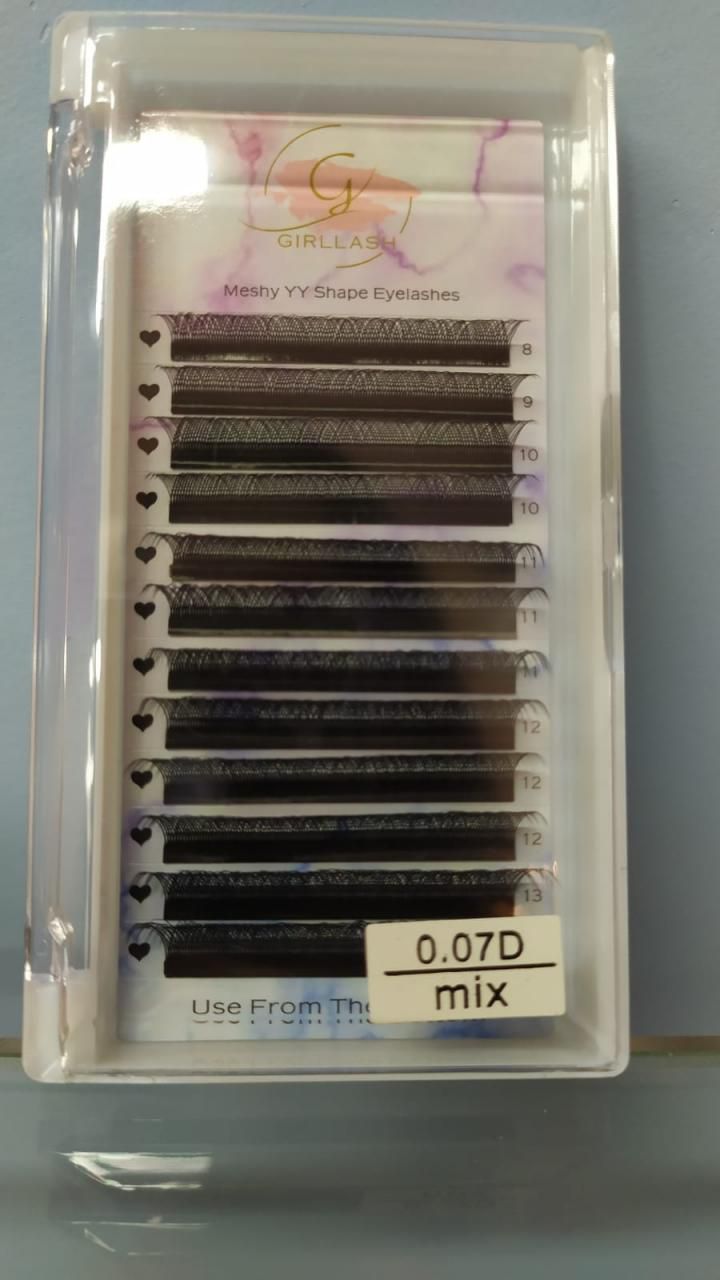 G
GIRLLASH
Meshy YY Shape Eyelashes
8
9
10
10
11
11
11
12
12
12
13
0.07D
mix
Use From The